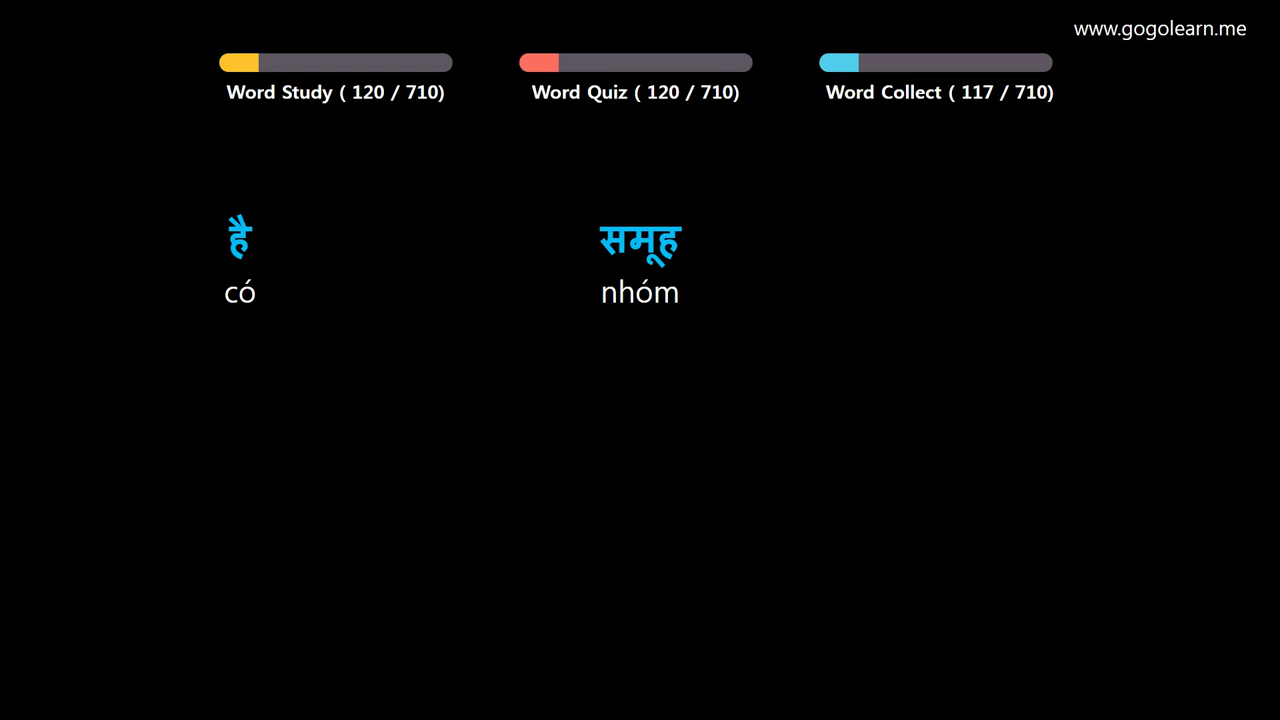 www.gogolearn.me
Word Study ( 120 / 710)
Word Quiz ( 120 / 710)
Word Collect ( 117 / 710)
है
có
समूह
nhóm